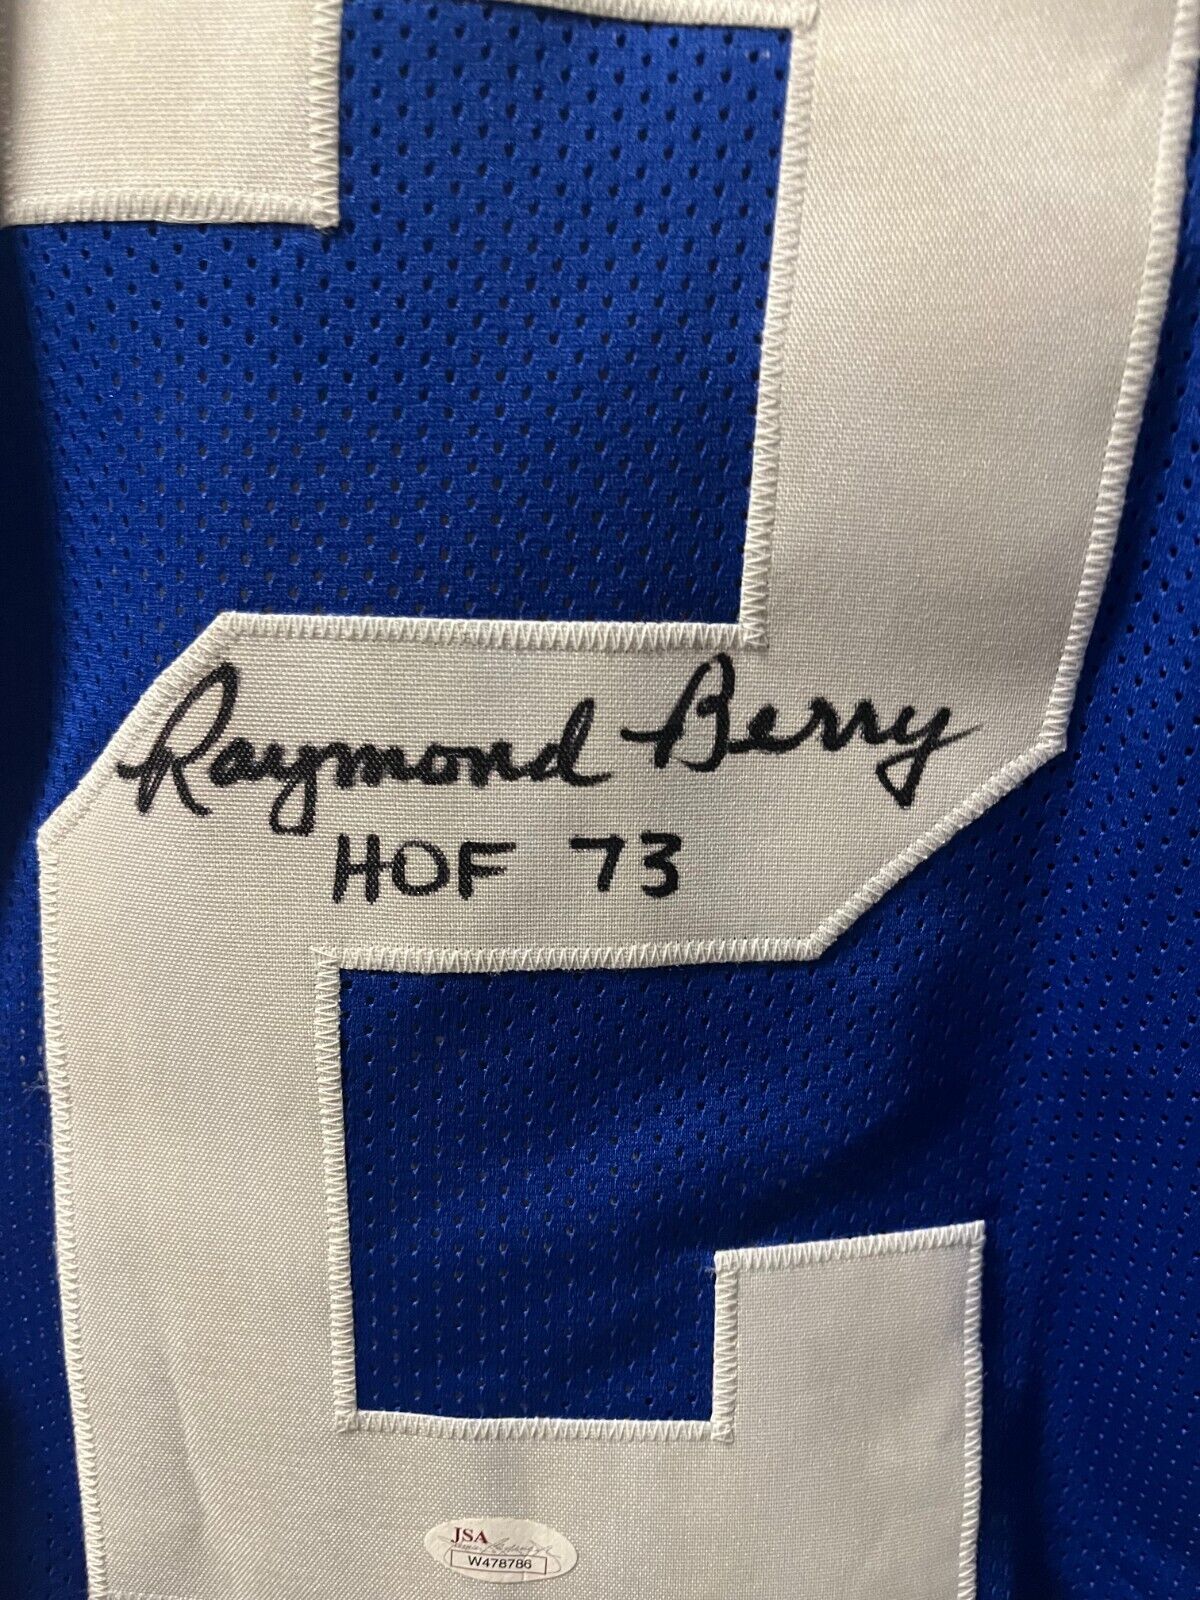 Raymond Berry
HOF 73
JSA
W478786